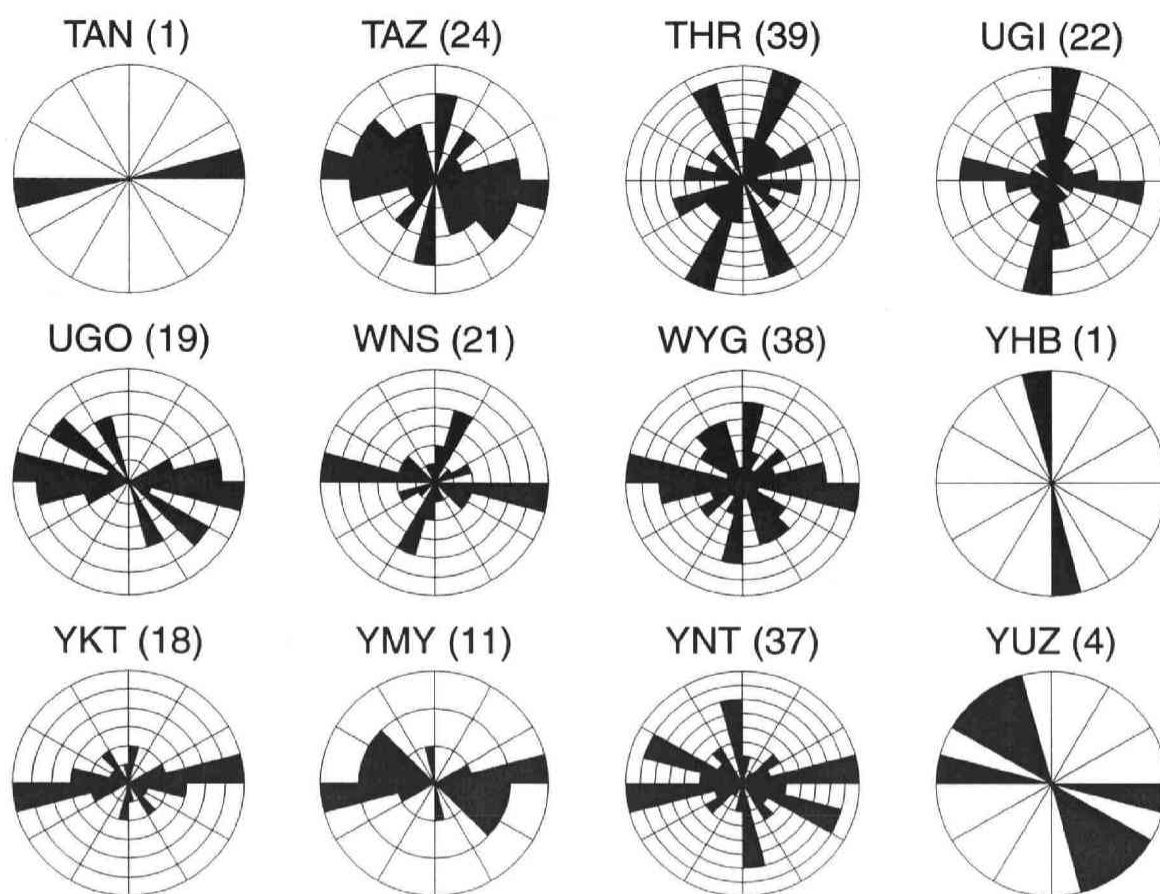 TAN (1) TAZ (24) THR (39) UGI (22)
UGO (19) WNS (21) WYG (38) YHB (1)
YKT (18) YMY (11) YNT (37) YUZ (4)